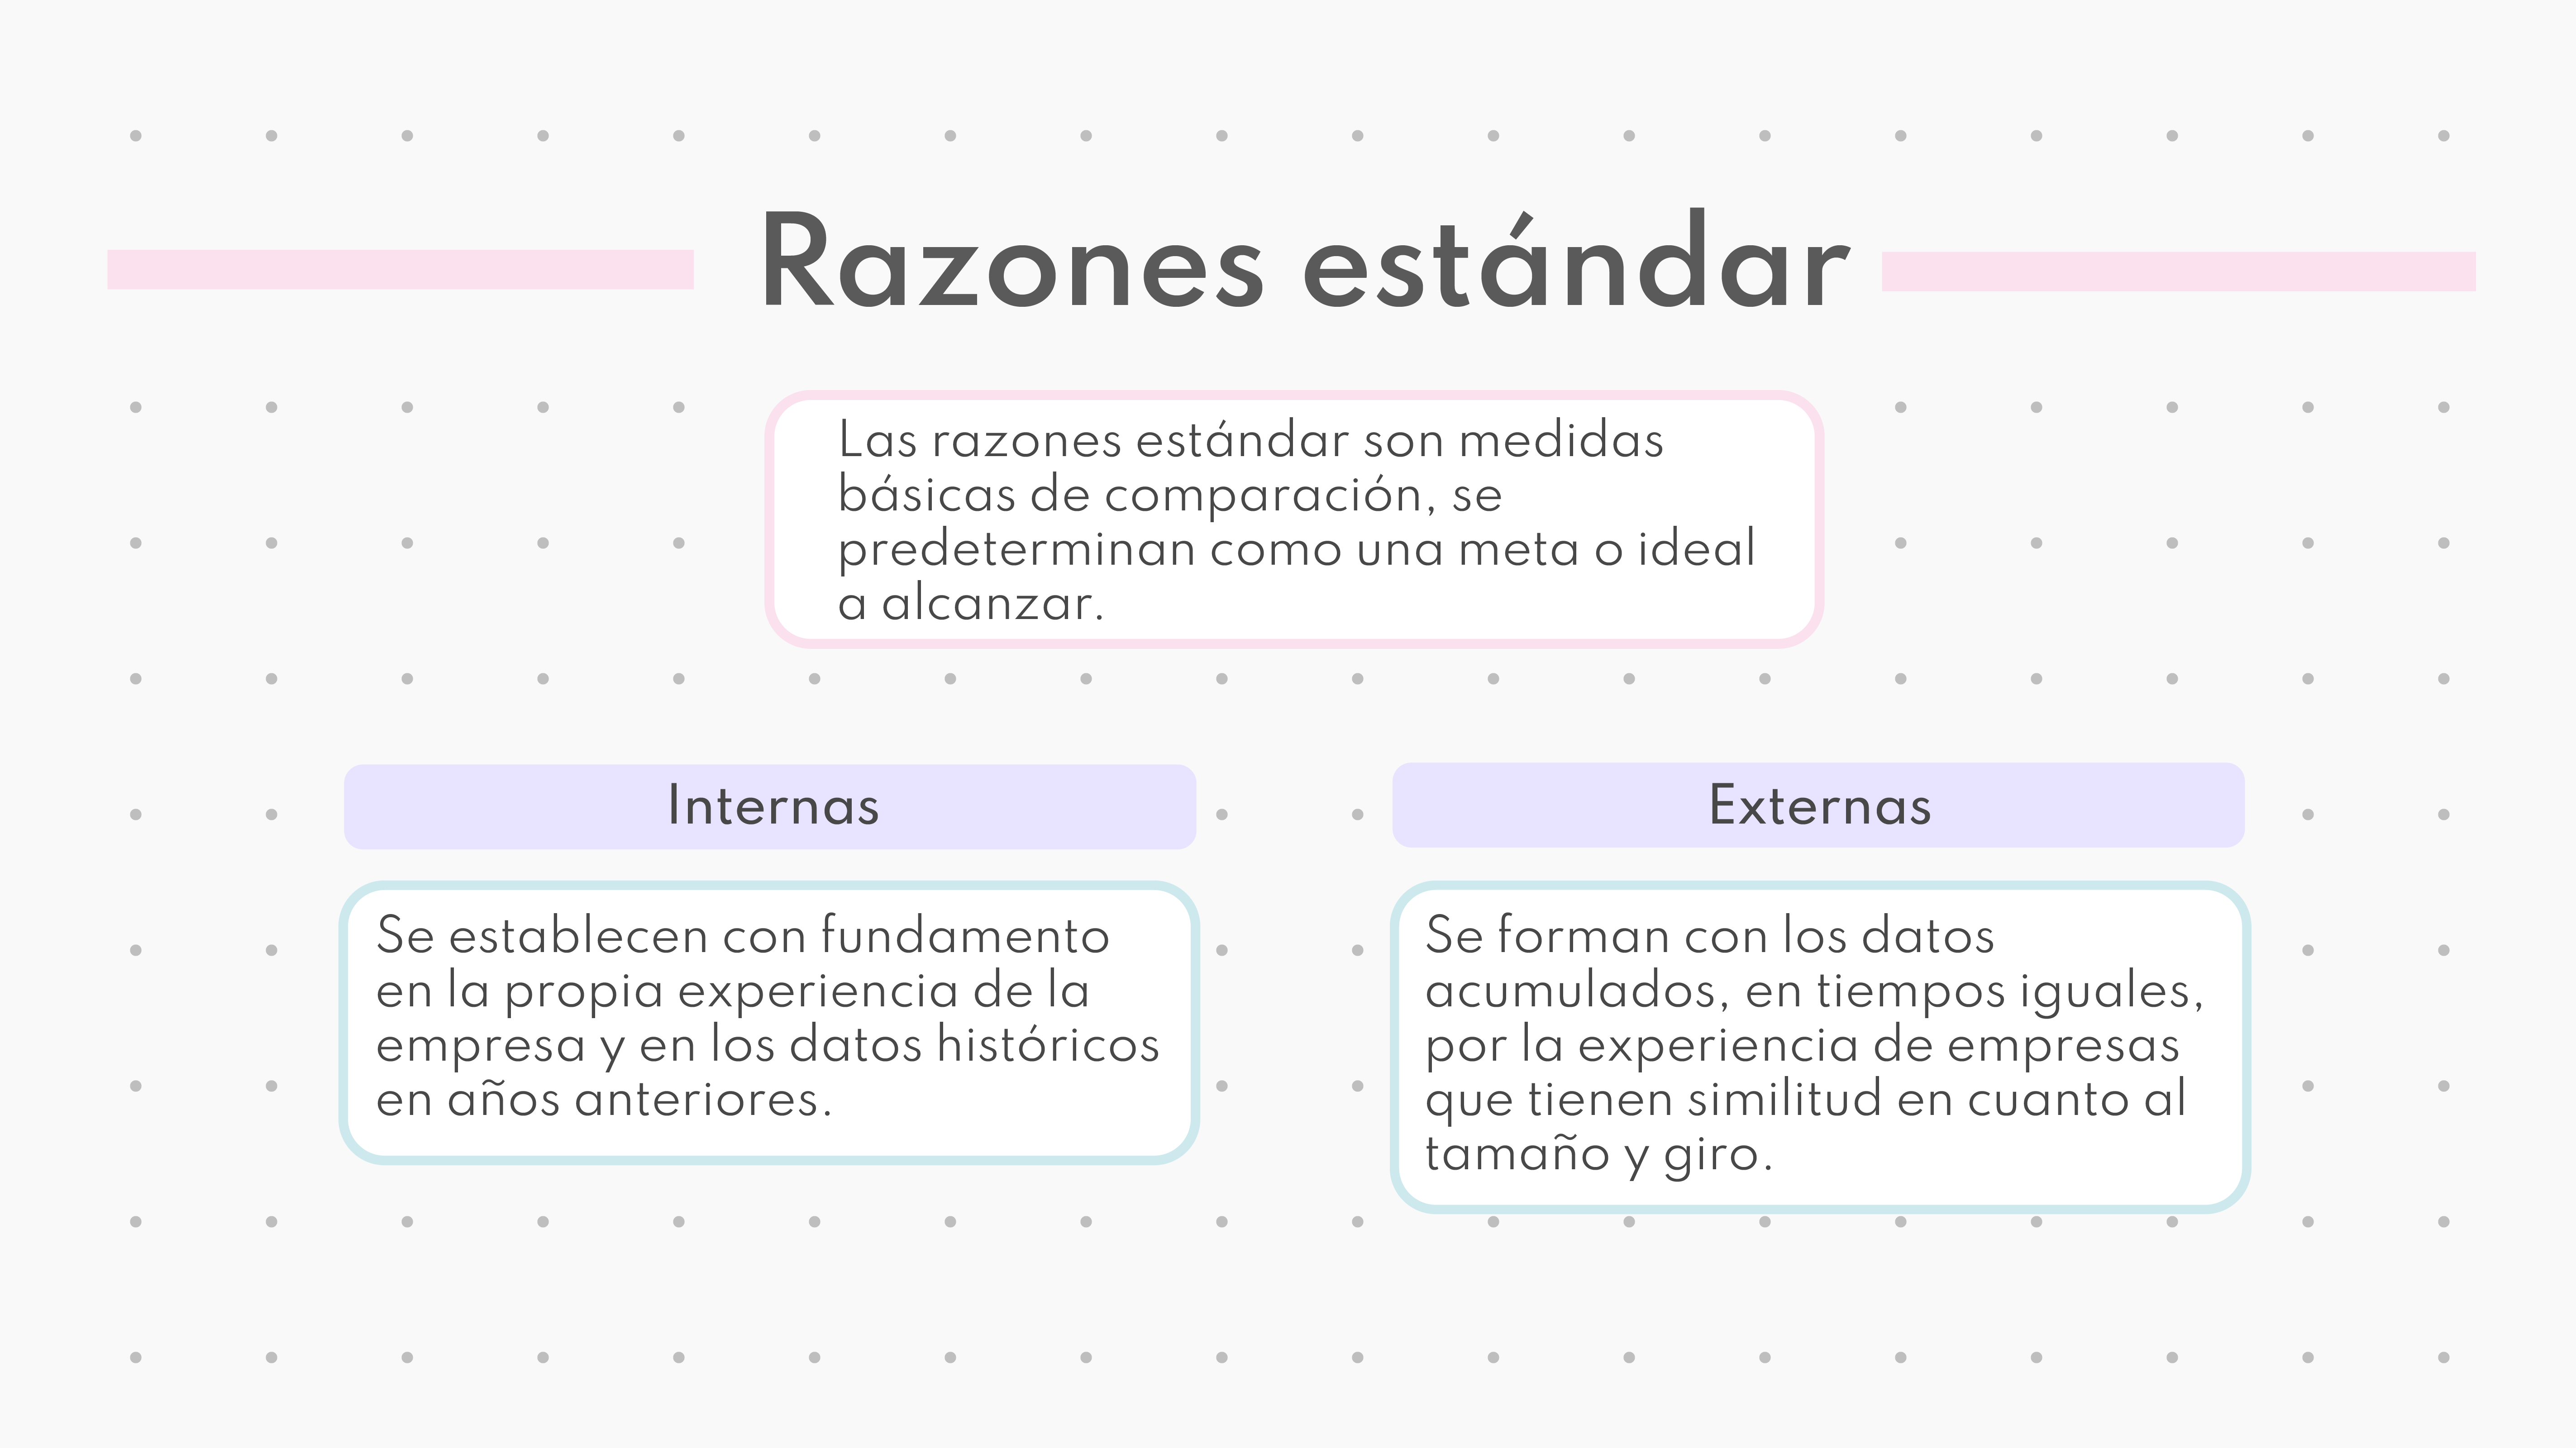 Razones estándar
Las razones estándar son medidas
básicas de comparación, se
predeterminan como una meta o ideal
a alcanzar.
Internas
Se establecen con fundamento
en la propia experiencia de la
empresa y en los datos históricos
en años anteriores.
Externas
Se forman con los datos
acumulados, en tiempos iguales,
por la experiencia de empresas
que tienen similitud en cuanto al
tamaño y giro.